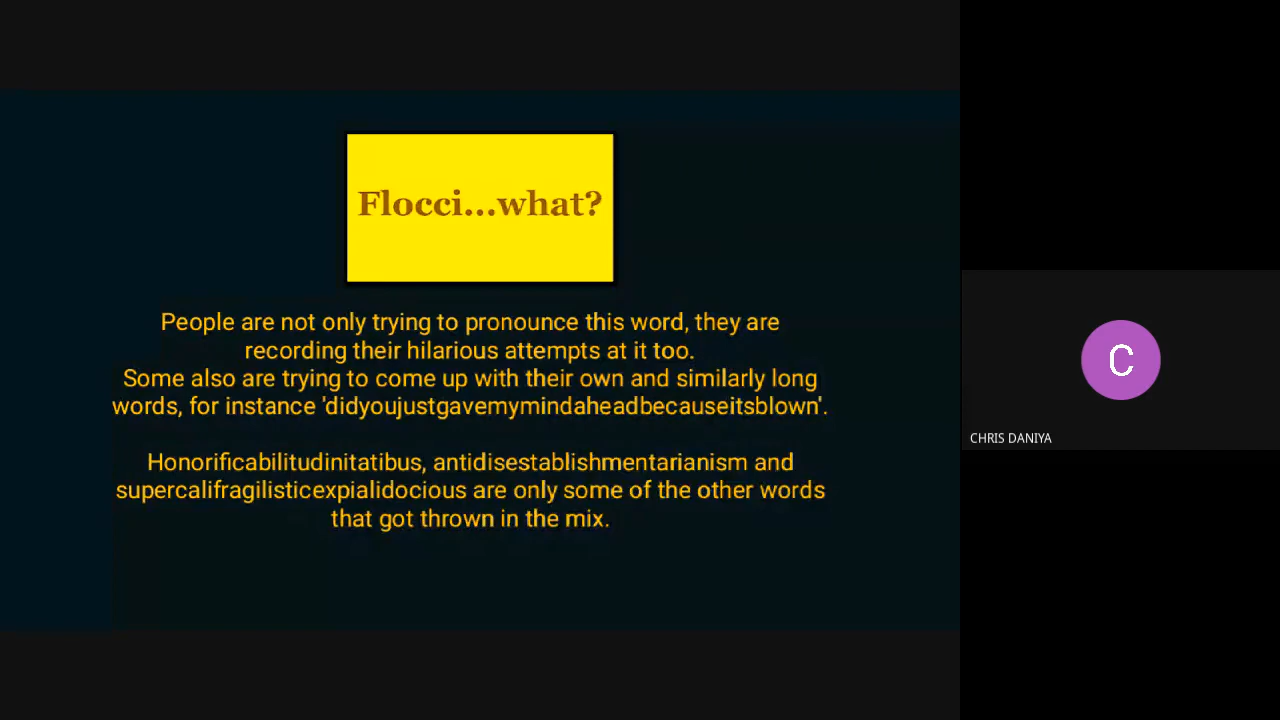 Flocci...what?
People are not only trying to pronounce this word, they are
recording their hilarious attempts at it too.
Some also are trying to come up with their own and similarly long
words, for instance 'didyoujustgavemymindaheadbecauseitsblown'.
Honorificabilitudinitatibus, antidisestablishmentarianism and
supercalifragilisticexpialidocious are only some of the other words
that got thrown in the mix.
C
CHRIS DANIYA